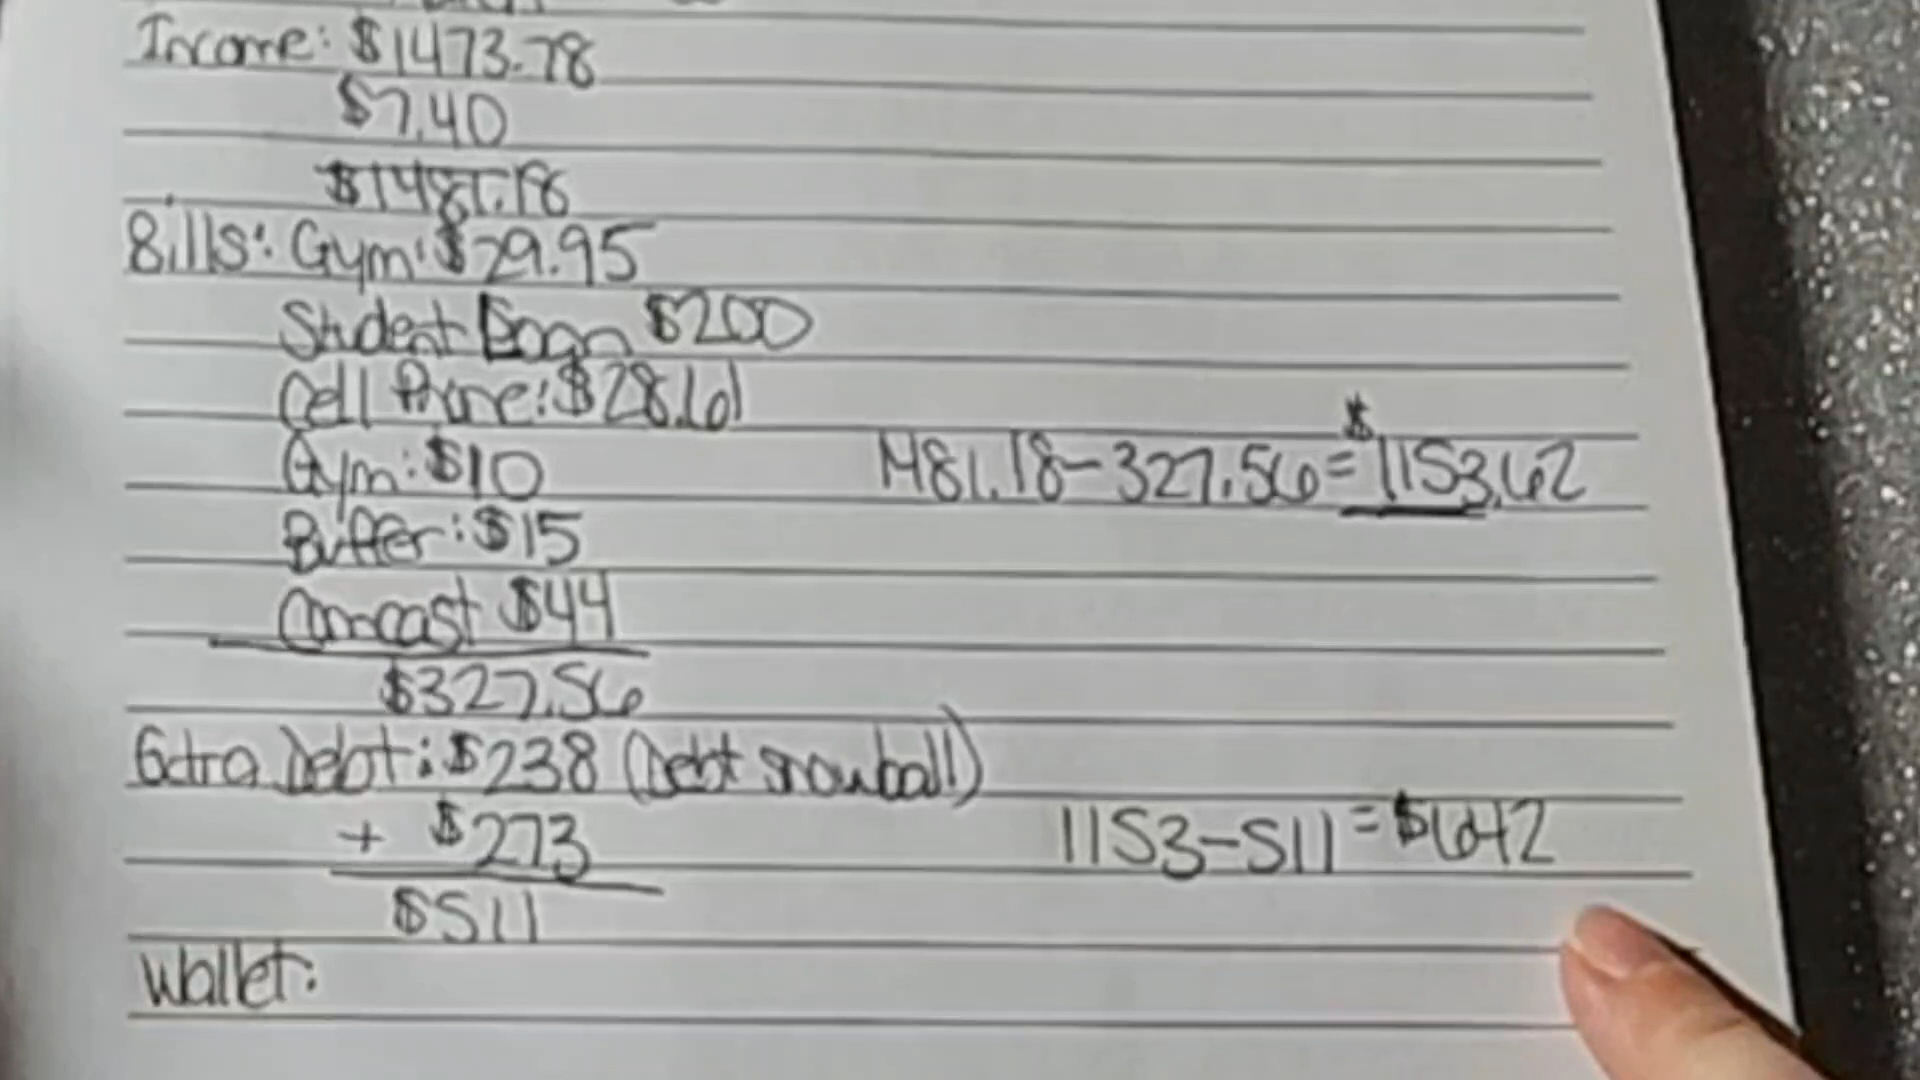 Income: $1473.78
$7.40
$1481.18
Bills: Gym: $29.95
Student Loan $200
Cell Phone: $28.61
Gym: $10
1481.18-327.56= $1153.62
Buffer: $15
Comcast $44
$327.56
Extra Debt: $238 (Debt snowball)
+ $273
1153-511=$642
$511
Wallet: